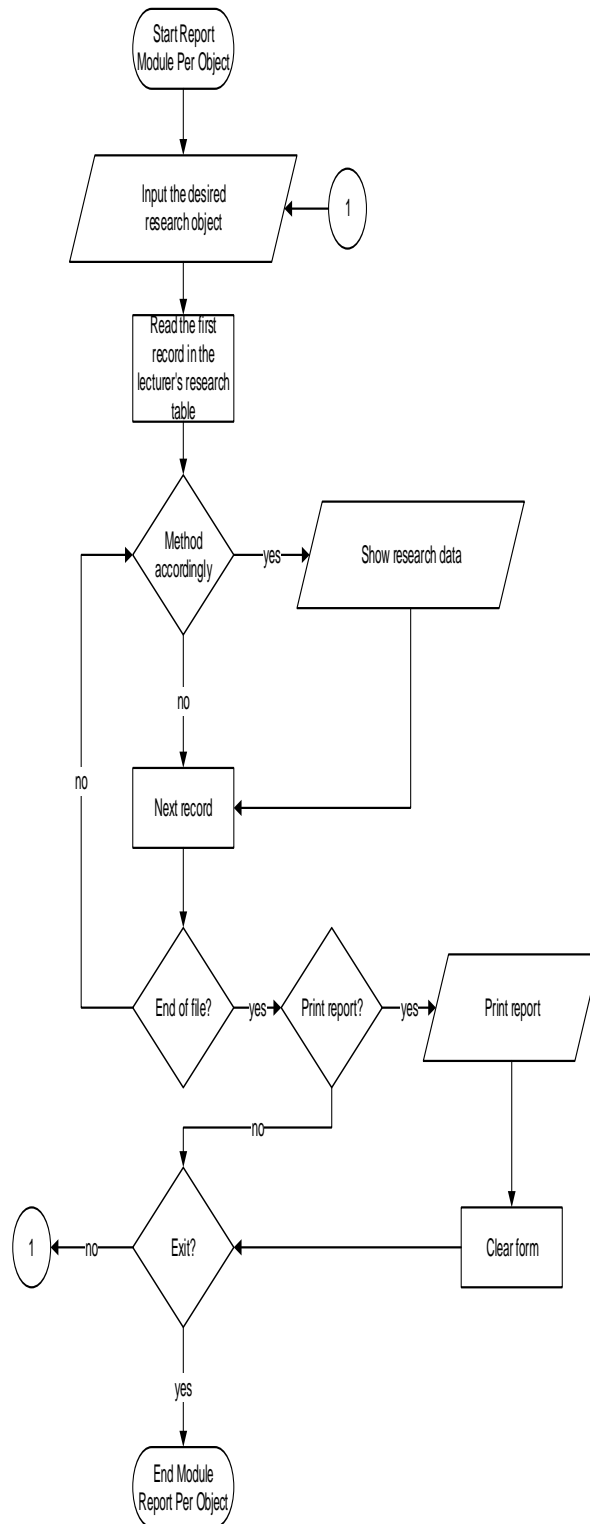 Start Report
Module Per Object
Input the desired
research object
1
Read the first
record in the
lecturer's research
table
Method
accordingly
yes
Show research data
no
no
Next record
End of file?
yes
Print report?
yes
Print report
no
1
no
Exit?
Clear form
yes
End Module
Report Per Object